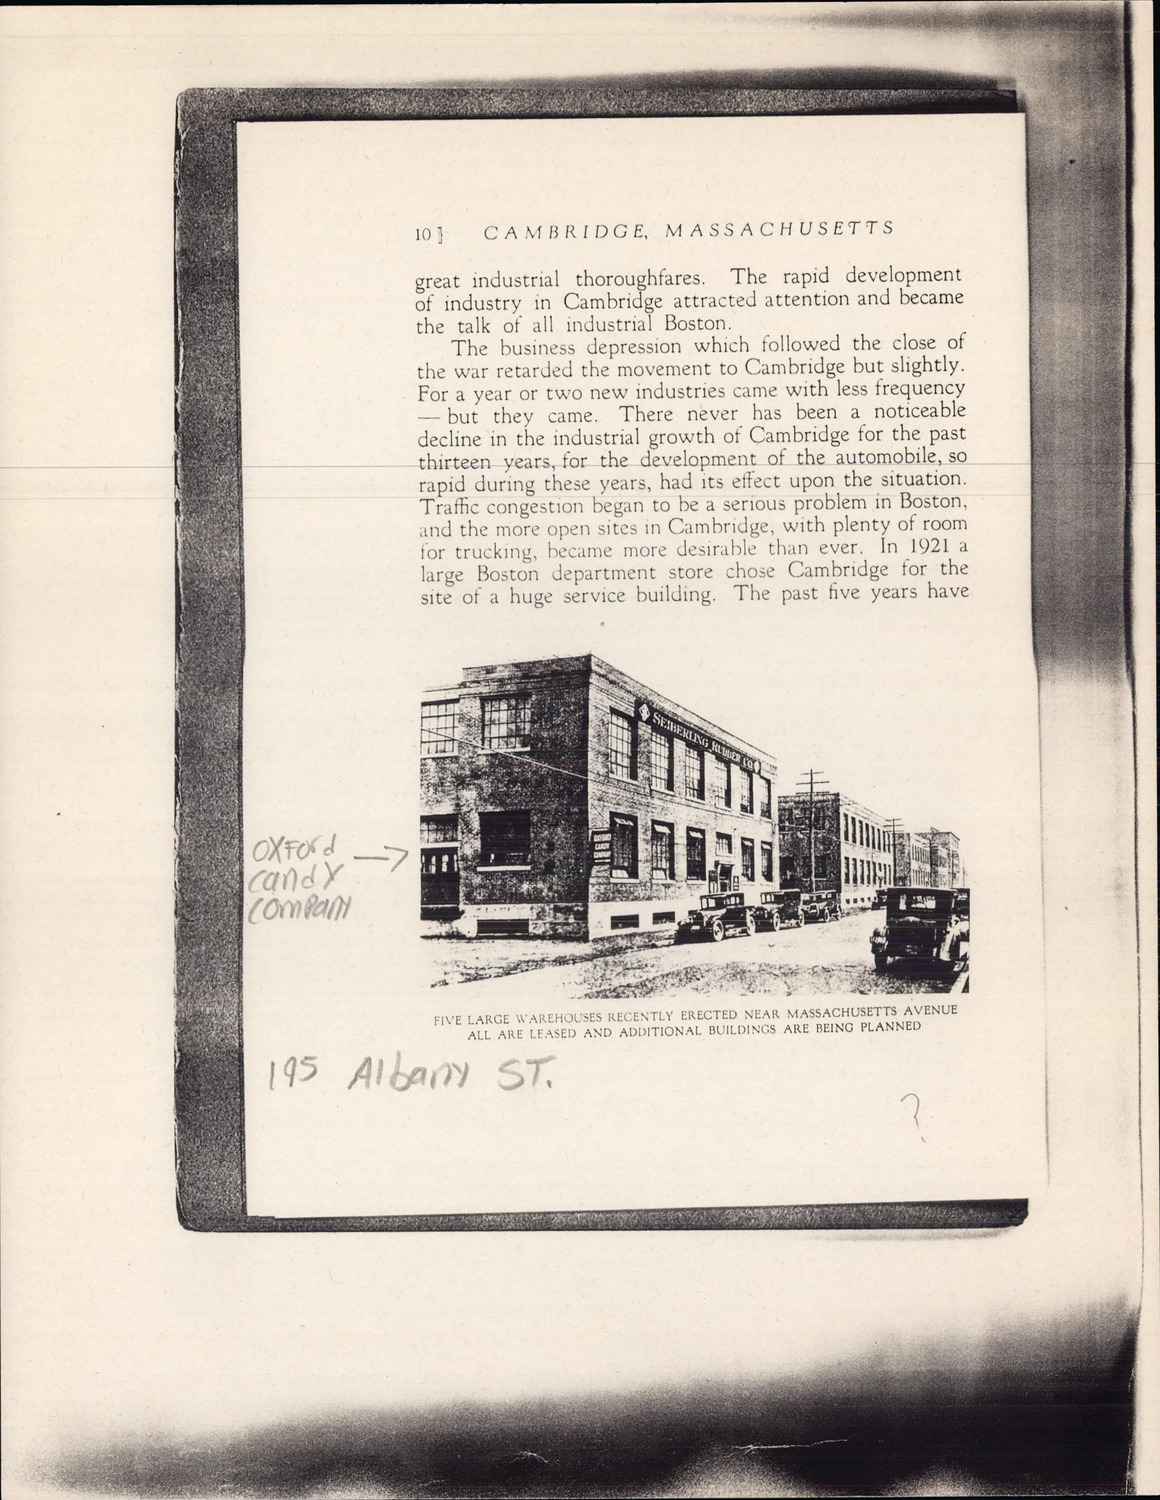 10] CAMBRIDGE, MASSACHUSETTS
great industrial thoroughfares. The rapid development
of industry in Cambridge attracted attention and became
the talk of all industrial Boston.
The business depression which followed the close of
the war retarded the movement to Cambridge but slightly.
For a year or two new industries came with less frequency
— but they came. There never has been a noticeable
decline in the industrial growth of Cambridge for the past
thirteen years, for the development of the automobile, so
rapid during these years, had its effect upon the situation.
Traffic congestion began to be a serious problem in Boston,
and the more open sites in Cambridge, with plenty of room
for trucking, became more desirable than ever. In 1921 a
large Boston department store chose Cambridge for the
site of a huge service building. The past five years have
SEIBERLING RUBBER CO.
OXFORD
CANDY
COMPANY
OXFord
candy
company
FIVE LARGE WAREHOUSES RECENTLY ERECTED NEAR MASSACHUSETTS AVENUE
ALL ARE LEASED AND ADDITIONAL BUILDINGS ARE BEING PLANNED
195 Albany ST.
?